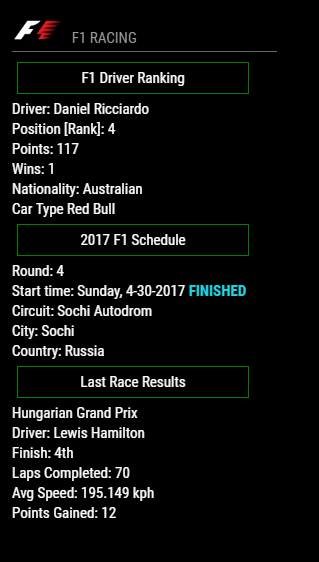 F1 F1 RACING
F1 Driver Ranking
Driver: Daniel Ricciardo
Position [Rank]: 4
Points: 117
Wins: 1
Nationality: Australian
Car Type Red Bull
2017 F1 Schedule
Round: 4
Start time: Sunday, 4-30-2017 FINISHED
Circuit: Sochi Autodrom
City: Sochi
Country: Russia
Last Race Results
Hungarian Grand Prix
Driver: Lewis Hamilton
Finish: 4th
Laps Completed: 70
Avg Speed: 195.149 kph
Points Gained: 12